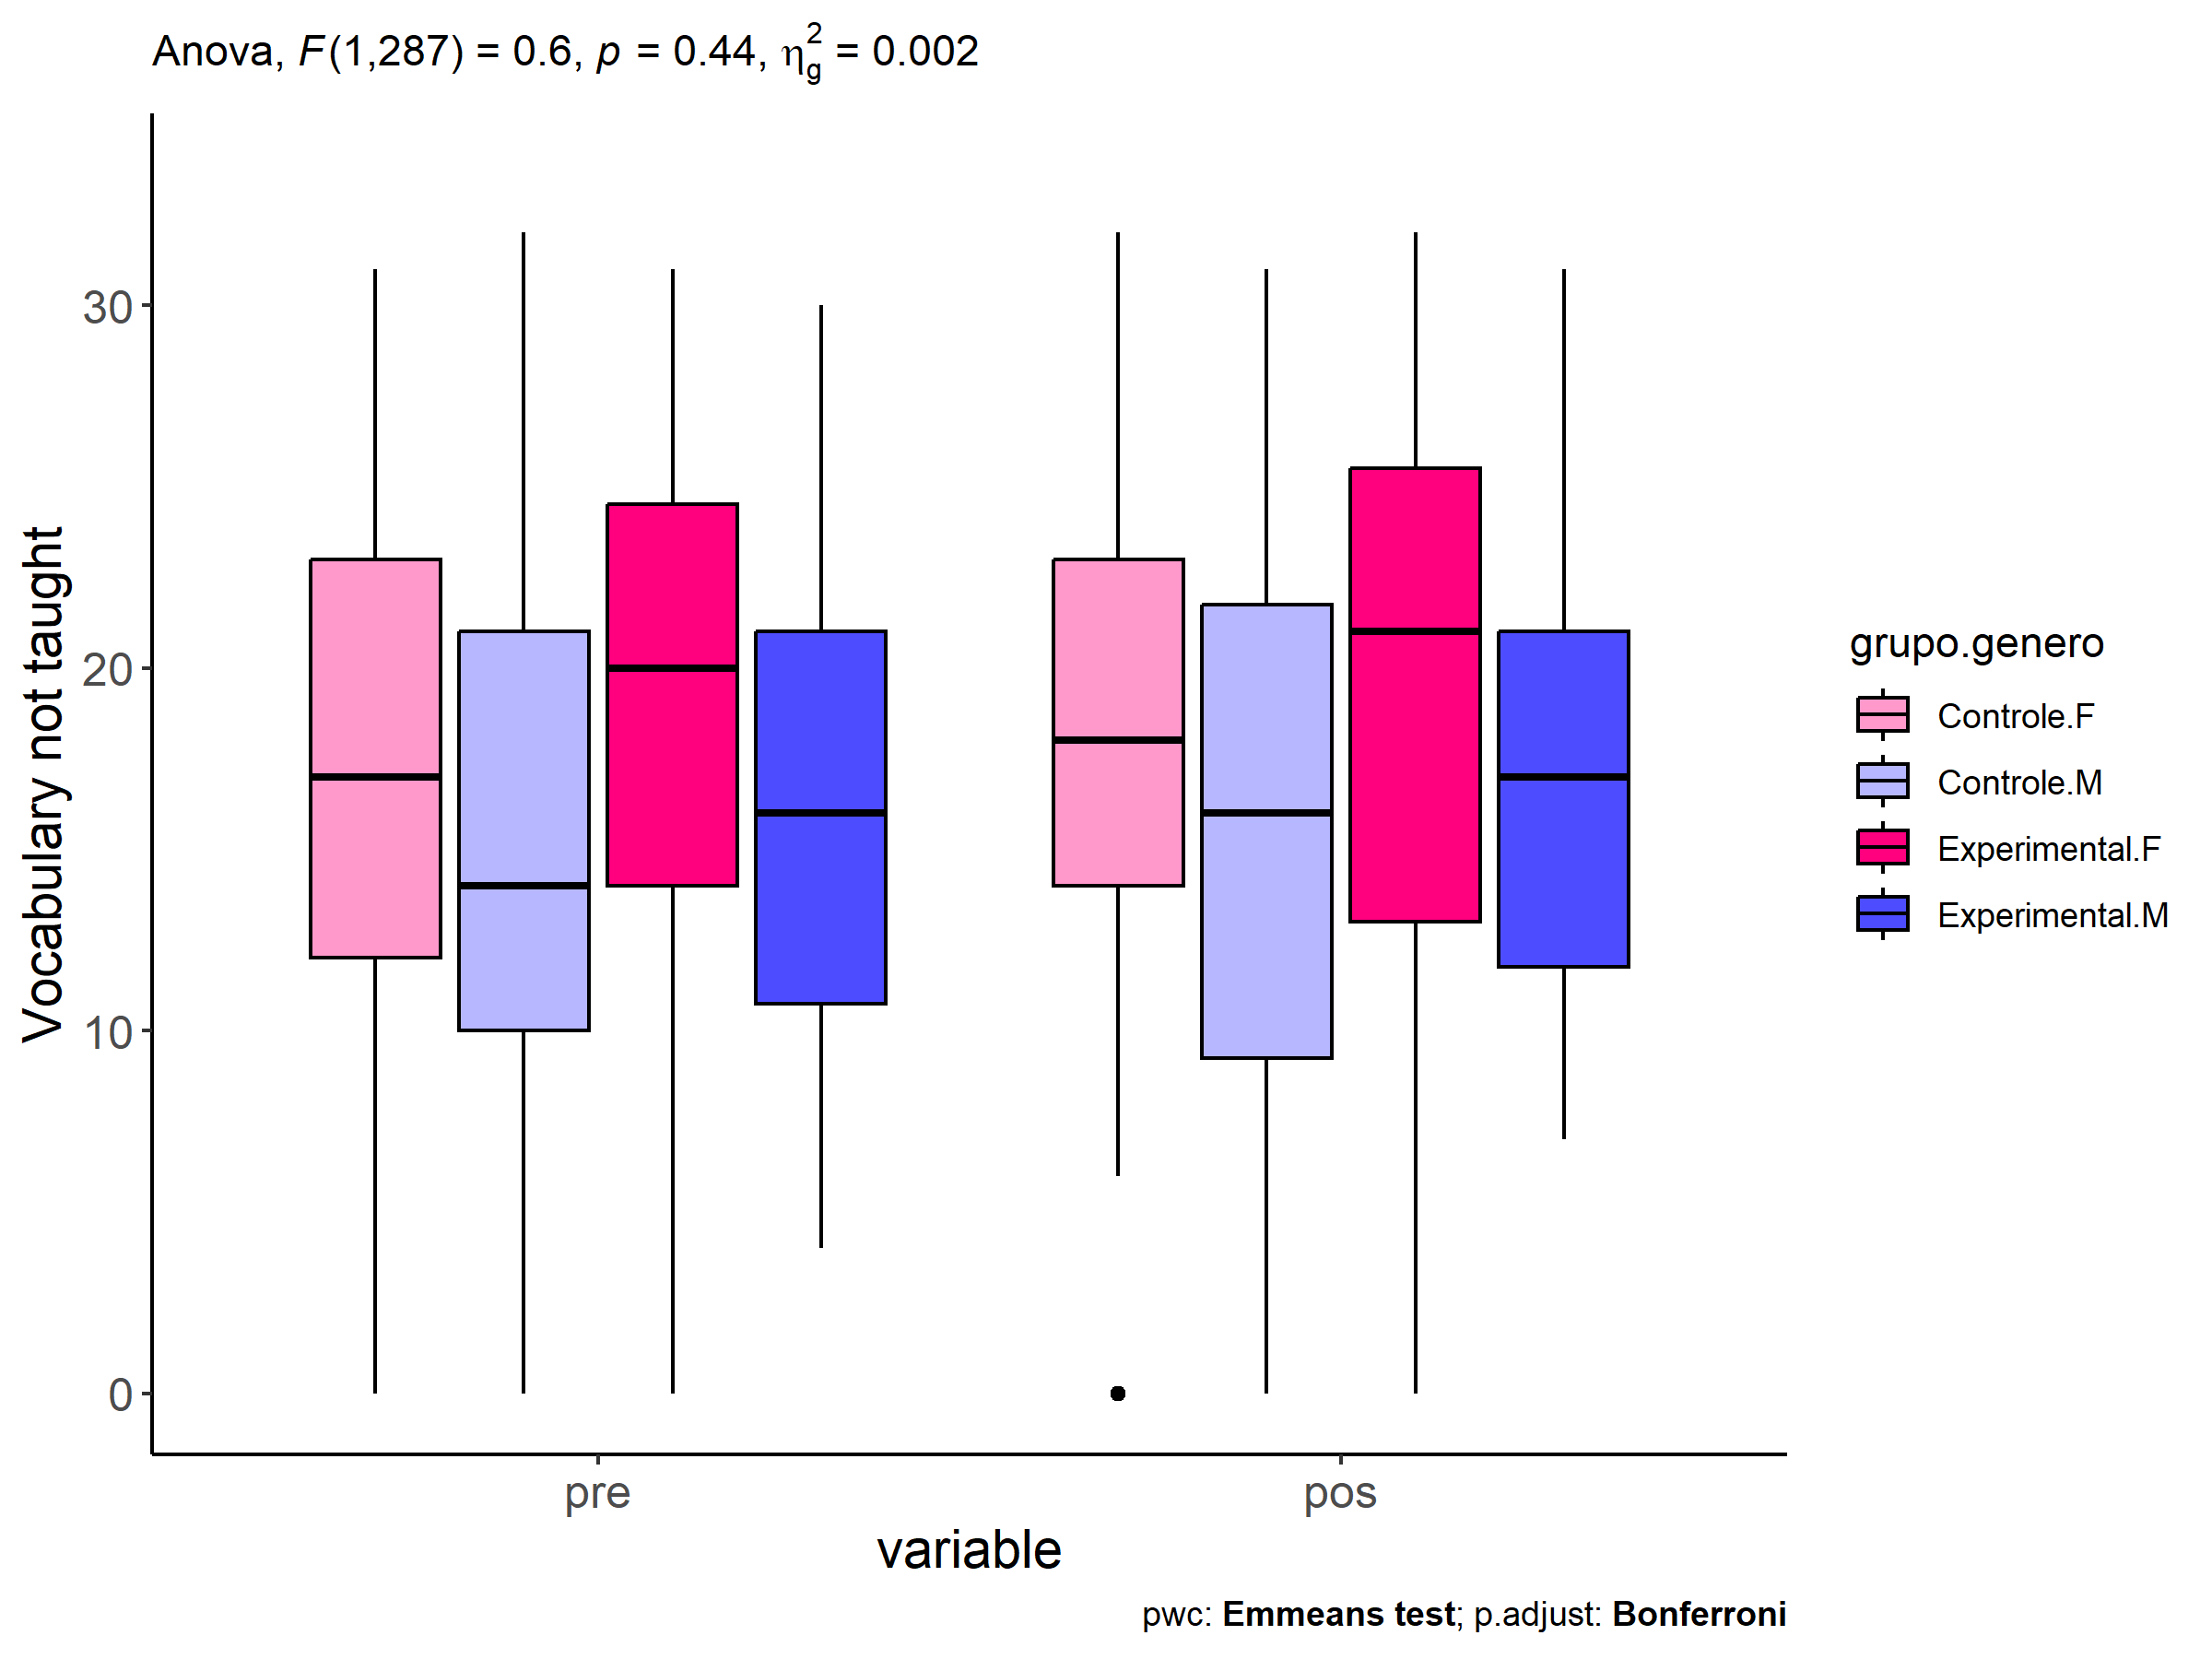 Anova, F(1,287) = 0.6, p = 0.44, η²g = 0.002
Vocabulary not taught
30
20
10
0
pre
pos
variable
grupo.genero
Controle.F
Controle.M
Experimental.F
Experimental.M
pwc: Emmeans test; p.adjust: Bonferroni